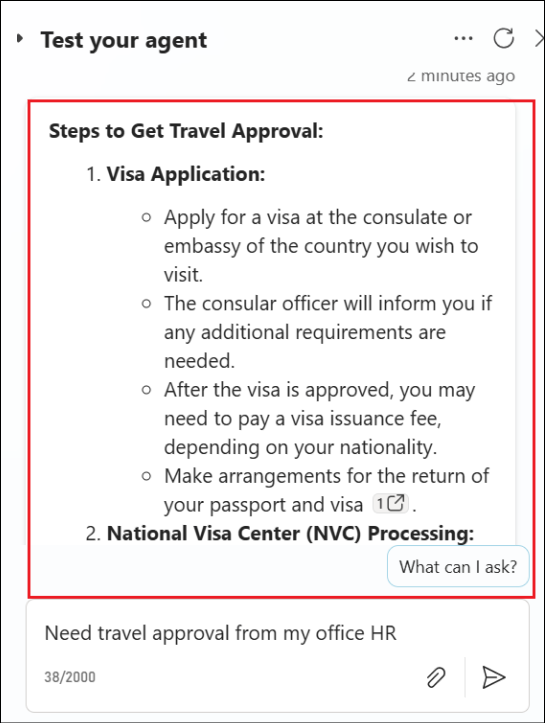 Test your agent
2 minutes ago
Steps to Get Travel Approval:
1. Visa Application:
Apply for a visa at the consulate or
embassy of the country you wish to
visit.
The consular officer will inform you if
any additional requirements are
needed.
After the visa is approved, you may
need to pay a visa issuance fee,
depending on your nationality.
Make arrangements for the return of
your passport and visa 1 .
2. National Visa Center (NVC) Processing:
What can I ask?
Need travel approval from my office HR
38/2000